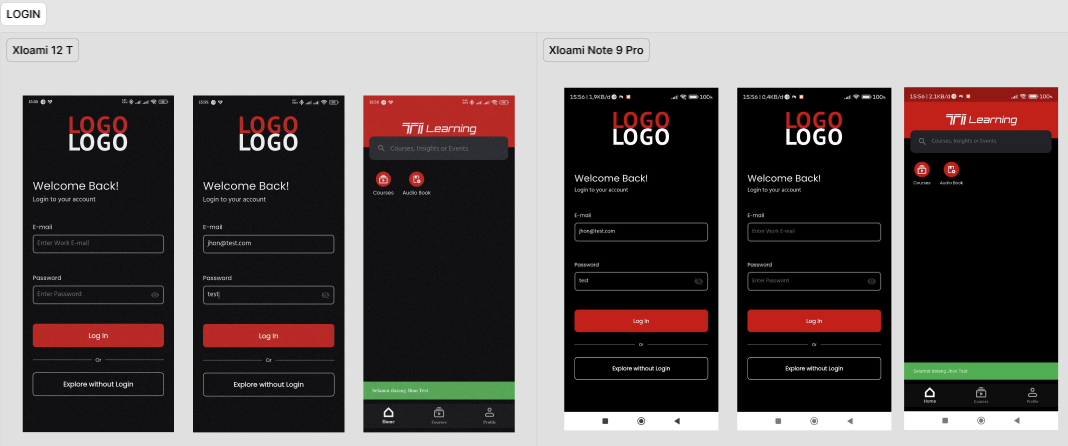 LOGIN
Xloami 12 T
Xloami Note 9 Pro
LOGO
LOGO
Welcome Back!
Login to your account
E-mail
Enter Work E-mail
Password
Enter Password
Log In
Or
Explore without Login
LOGO
LOGO
Welcome Back!
Login to your account
E-mail
jhon@test.com
Password
test
Log In
Or
Explore without Login
TI Learning
Courses, Insights or Events
Courses
Audio Book
Selamat datang Jhon Test
Home
Courses
Profile
15:56 | 1,9KB/d
100%
LOGO
LOGO
Welcome Back!
Login to your account
E-mail
jhon@test.com
Password
test
Log In
Or
Explore without Login
15:56 | 0,4KB/d
100%
LOGO
LOGO
Welcome Back!
Login to your account
E-mail
Enter Work E-mail
Password
Enter Password
Log In
Or
Explore without Login
15:56 | 2,1KB/d
100%
TI Learning
Courses, Insights or Events
Courses
Audio Book
Selamat datang Jhon Test
Home
Courses
Profile